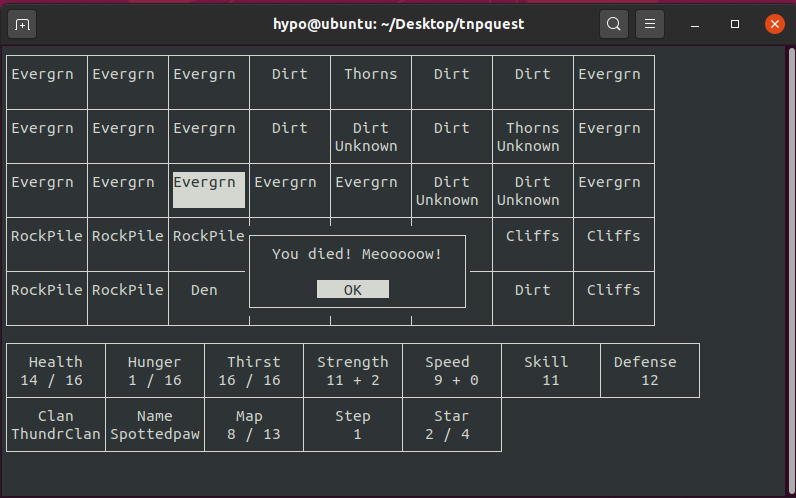 hypo@ubuntu: ~/Desktop/tnpquest
Evergrn Evergrn Evergrn Dirt Thorns Dirt Dirt Evergrn
Evergrn Evergrn Evergrn Dirt Dirt Dirt Thorns Evergrn
Unknown Unknown
Evergrn Evergrn Evergrn Evergrn Evergrn Dirt Dirt Evergrn
Unknown Unknown
RockPile RockPile RockPile Cliffs Cliffs
You died! Meooooow!
OK
RockPile RockPile Den Dirt Cliffs
Health Hunger Thirst Strength Speed Skill Defense
14 / 16 1 / 16 16 / 16 11 + 2 9 + 0 11 12
Clan Name Map Step Star
ThundrClan Spottedpaw 8 / 13 1 2 / 4